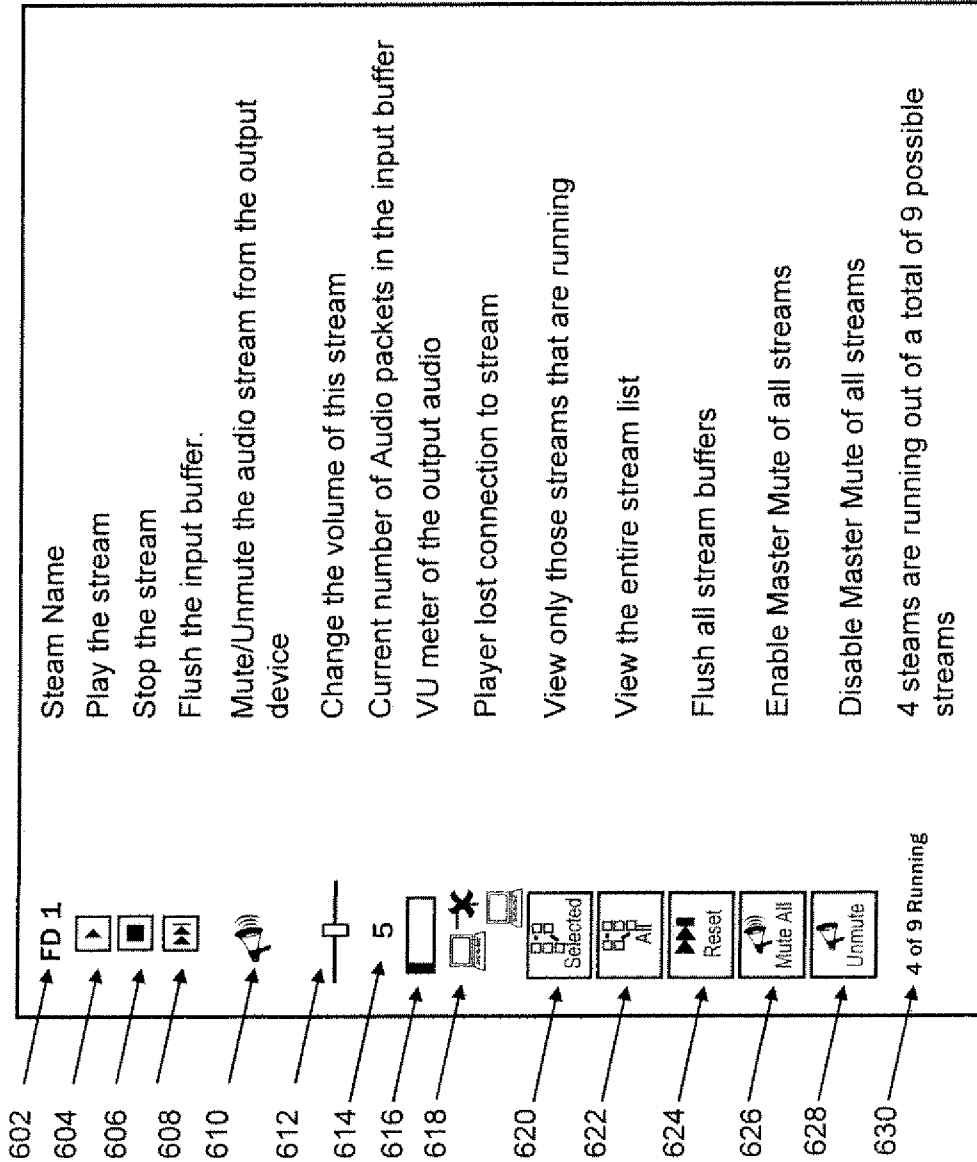 602 FD 1 Steam Name
604 Play the stream
606 Stop the stream
608 Flush the input buffer.
610 Mute/Unmute the audio stream from the output
device
612 Change the volume of this stream
614 5 Current number of Audio packets in the input buffer
616 VU meter of the output audio
618 Player lost connection to stream
620 Selected View only those streams that are running
622 All View the entire stream list
624 Reset Flush all stream buffers
626 Mute All Enable Master Mute of all streams
628 Unmute Disable Master Mute of all streams
630 4 of 9 Running 4 steams are running out of a total of 9 possible
streams